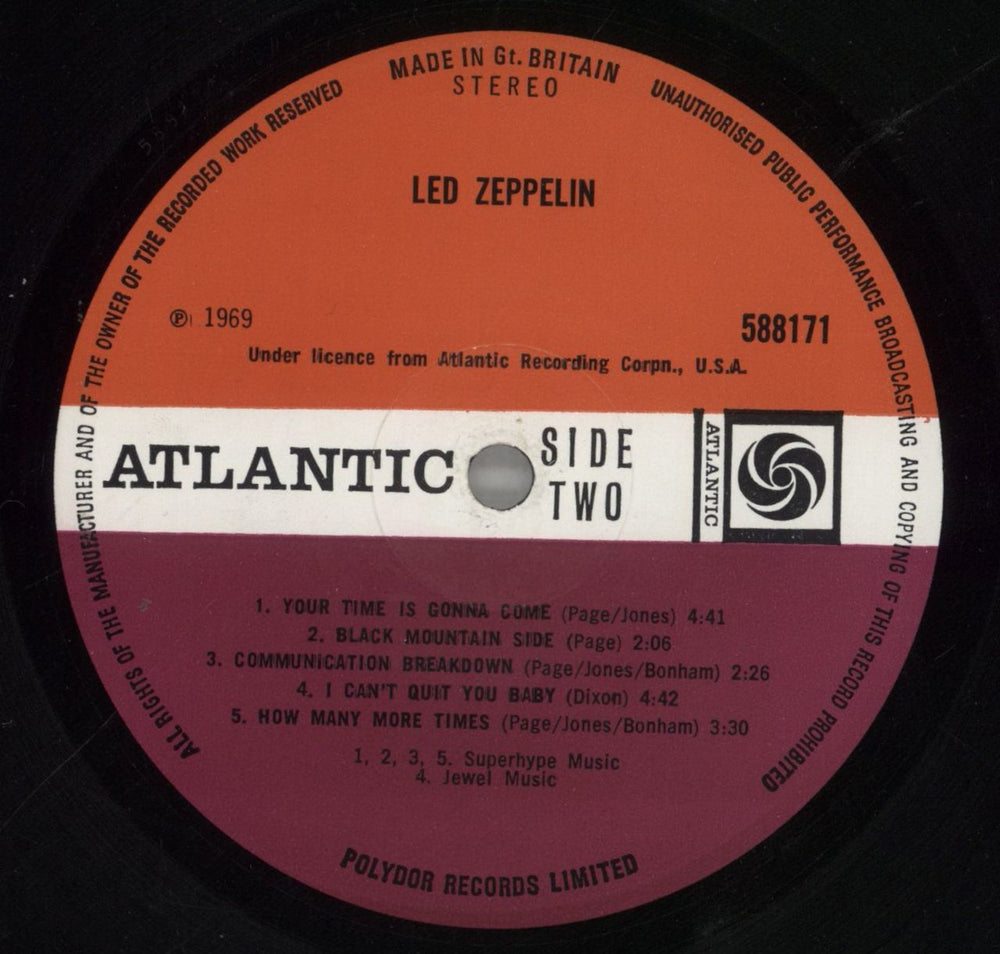 MADE IN Gt. BRITAIN
STEREO
ALL RIGHTS OF THE MANUFACTURER AND OF THE OWNER OF THE RECORDED WORK RESERVED
UNAUTHORISED PUBLIC PERFORMANCE BROADCASTING AND COPYING OF THIS RECORD PROHIBITED
LED ZEPPELIN
℗ 1969
588171
Under licence from Atlantic Recording Corpn., U.S.A.
ATLANTIC
SIDE
TWO
ATLANTIC
1. YOUR TIME IS GONNA COME (Page/Jones) 4:41
2. BLACK MOUNTAIN SIDE (Page) 2:06
3. COMMUNICATION BREAKDOWN (Page/Jones/Bonham) 2:26
4. I CAN'T QUIT YOU BABY (Dixon) 4:42
5. HOW MANY MORE TIMES (Page/Jones/Bonham) 3:30
1, 2, 3, 5. Superhype Music
4. Jewel Music
POLYDOR RECORDS LIMITED